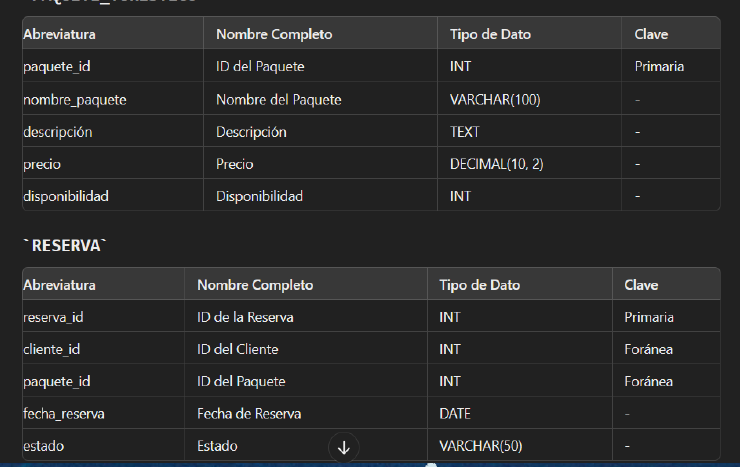 Abreviatura Nombre Completo Tipo de Dato Clave
paquete_id ID del Paquete INT Primaria
nombre_paquete Nombre del Paquete VARCHAR(100) -
descripción Descripción TEXT -
precio Precio DECIMAL(10, 2) -
disponibilidad Disponibilidad INT -
`RESERVA`
Abreviatura Nombre Completo Tipo de Dato Clave
reserva_id ID de la Reserva INT Primaria
cliente_id ID del Cliente INT Foránea
paquete_id ID del Paquete INT Foránea
fecha_reserva Fecha de Reserva DATE -
estado Estado VARCHAR(50) -